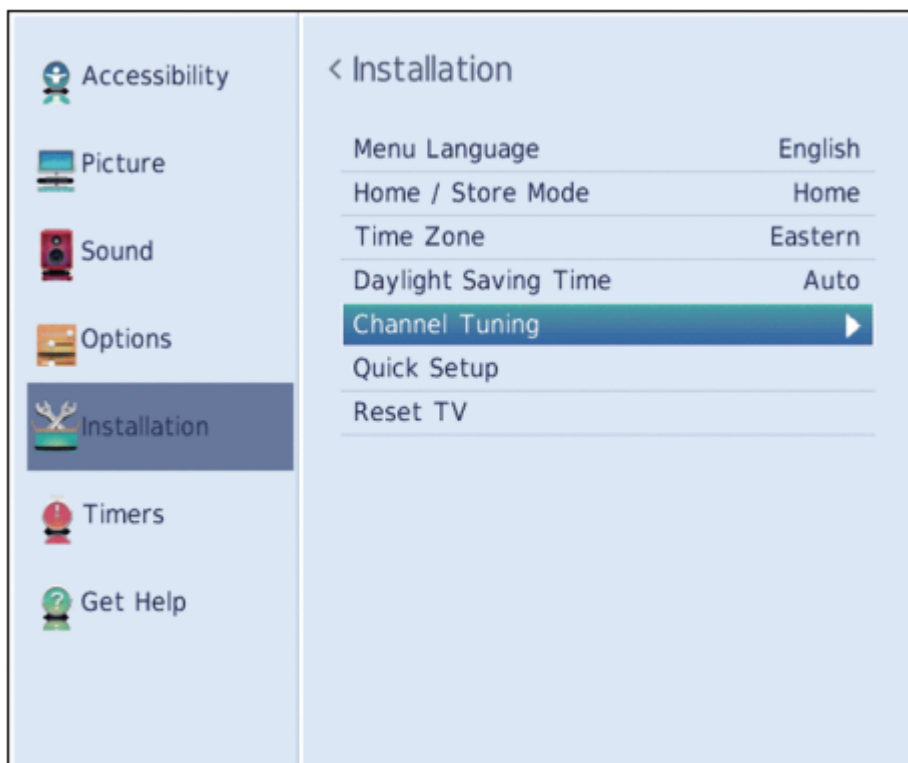 Accessibility
Picture
Sound
Options
Installation
Timers
Get Help
< Installation
Menu Language English
Home / Store Mode Home
Time Zone Eastern
Daylight Saving Time Auto
Channel Tuning
Quick Setup
Reset TV